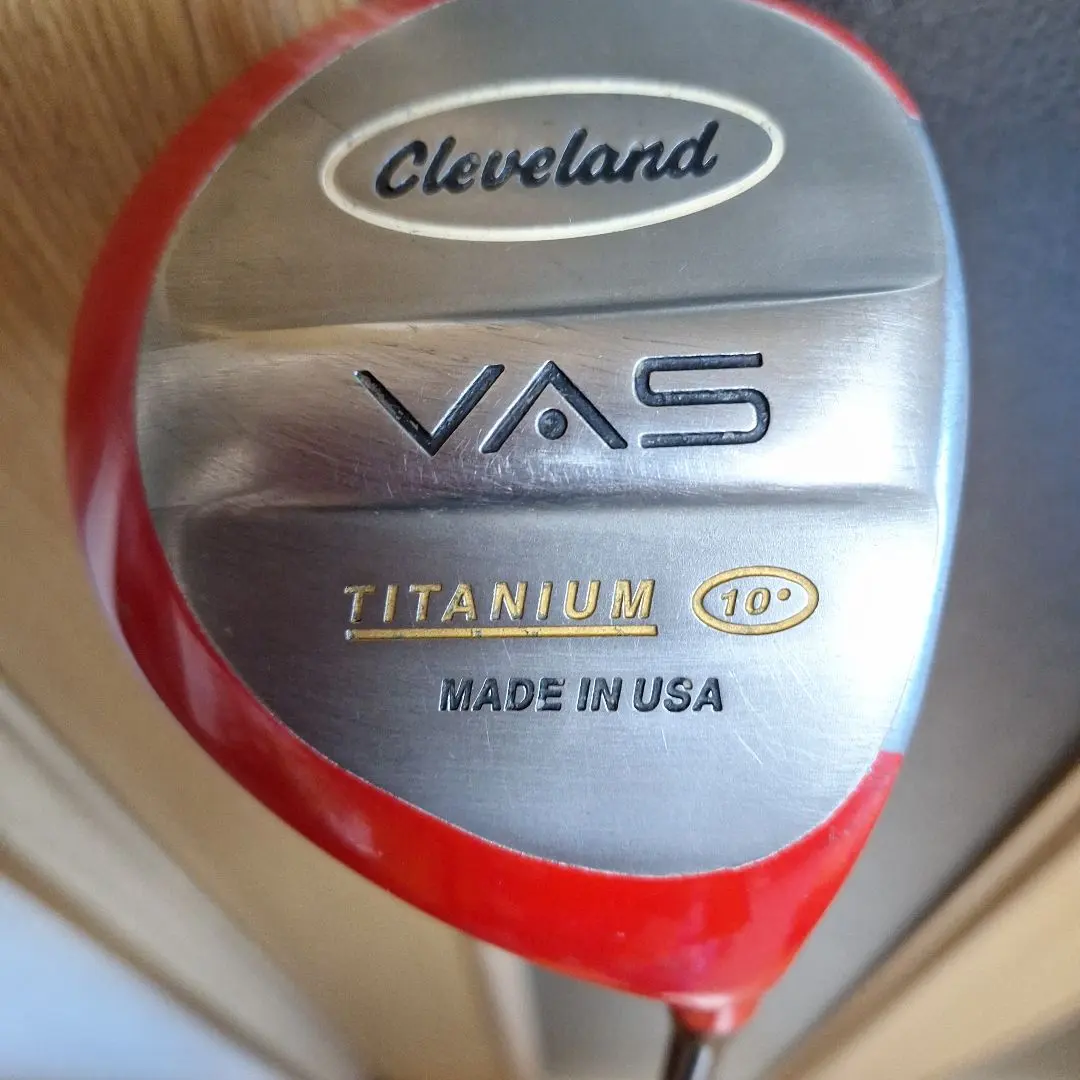 Cleveland
VAS
TITANIUM 10°
MADE IN USA